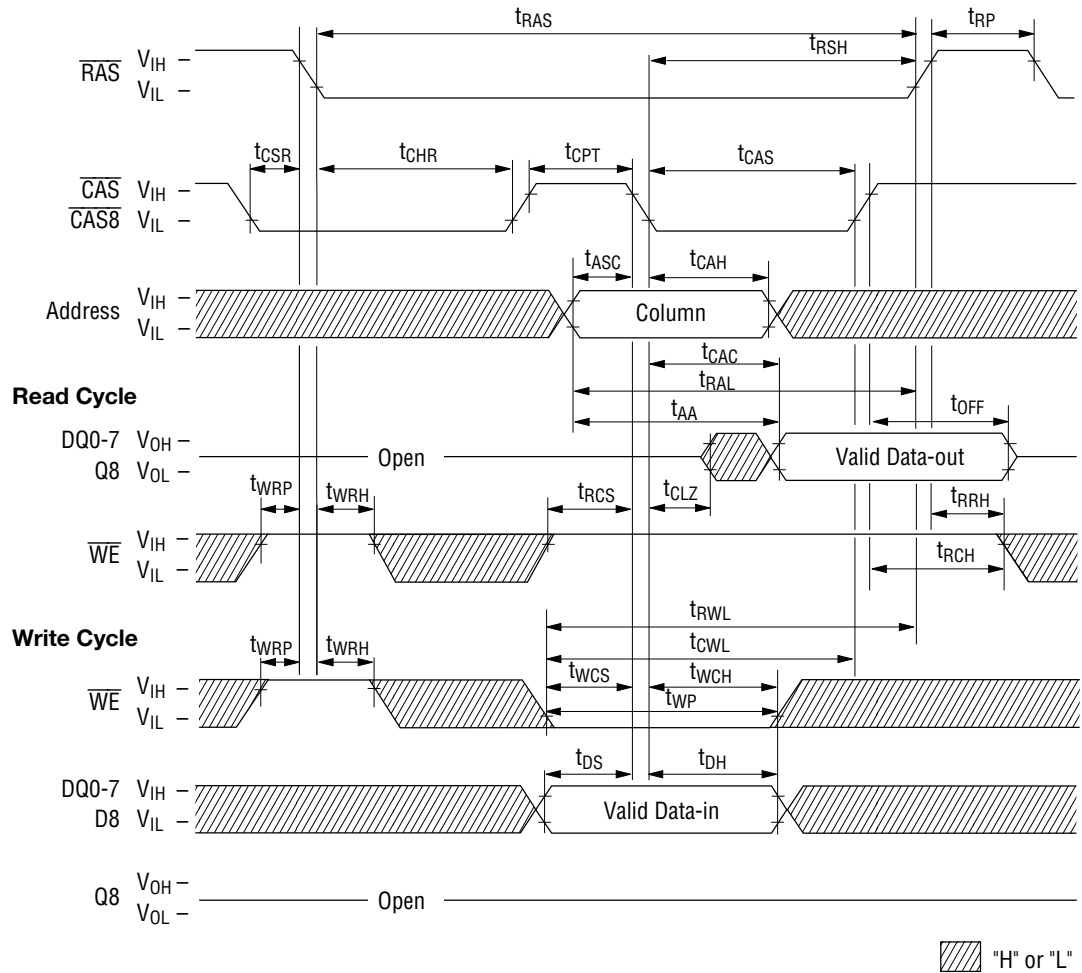 tRAS
tRP
tRSH
RAS VIH –
VIL –
tCSR tCHR tCPT tCAS
CAS VIH –
CAS8 VIL –
tASC tCAH
Address VIH –
VIL –
Column
tCAC
tRAL
Read Cycle
tAA
tOFF
DQ0-7 VOH –
Q8 VOL –
Open
Valid Data-out
tWRP tWRH tRCS tCLZ tRRH
WE VIH –
VIL –
tRCH
tRWL
Write Cycle
tWRP tWRH tCWL
tWCS tWCH
WE VIH –
VIL –
tWP
tDS tDH
DQ0-7 VIH –
D8 VIL –
Valid Data-in
Q8 VOH –
VOL –
Open
"H" or "L"